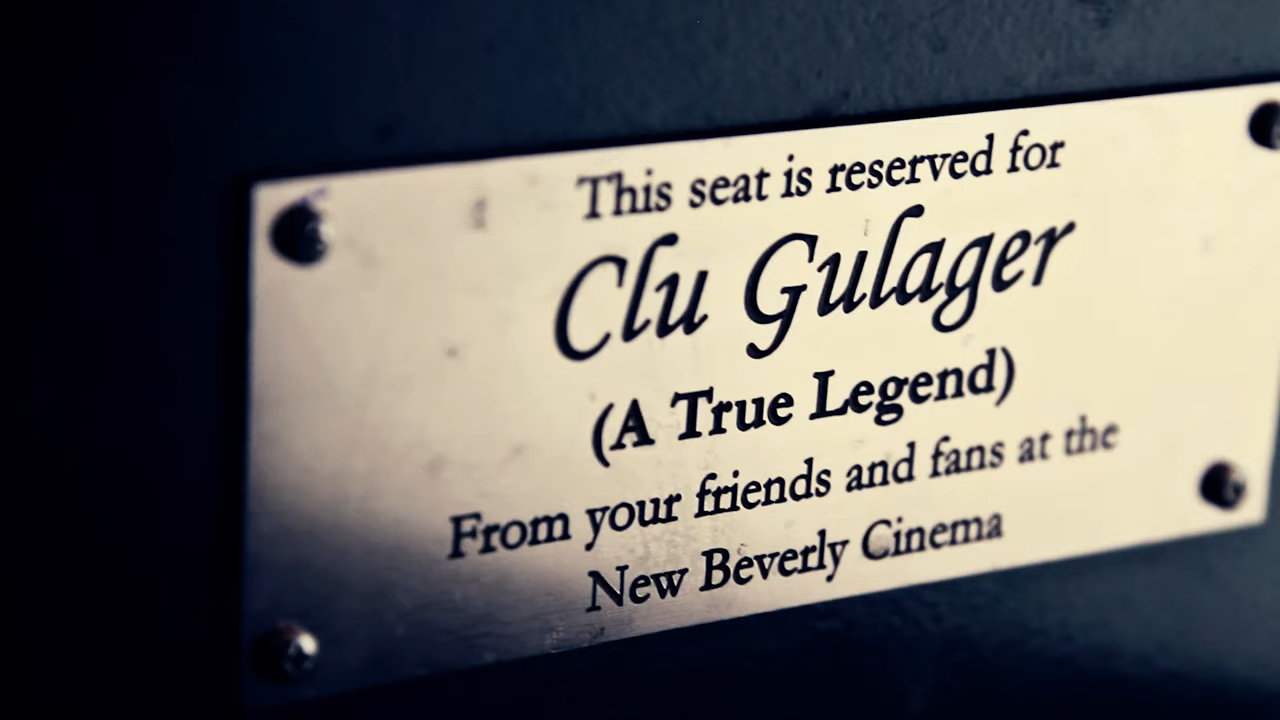 This seat is reserved for
Clu Gulager
(A True Legend)
From your friends and fans at the
New Beverly Cinema